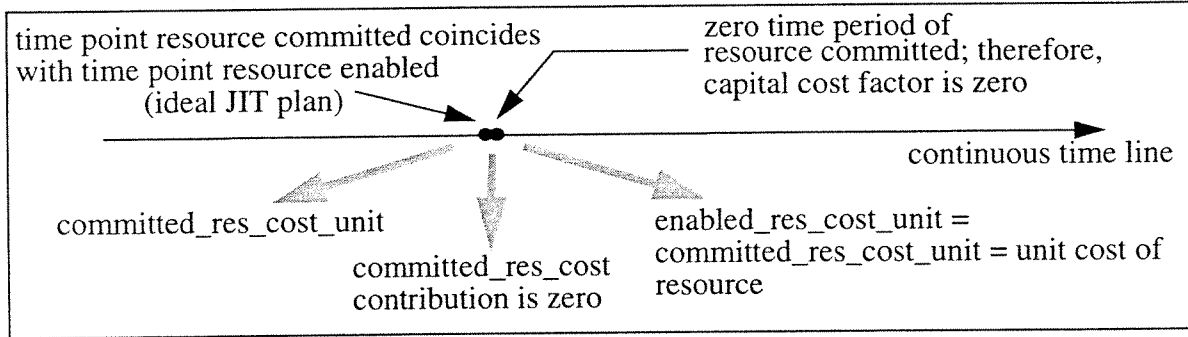 time point resource committed coincides
with time point resource enabled
(ideal JIT plan)
zero time period of
resource committed; therefore,
capital cost factor is zero
continuous time line
committed_res_cost_unit
committed_res_cost
contribution is zero
enabled_res_cost_unit =
committed_res_cost_unit = unit cost of
resource